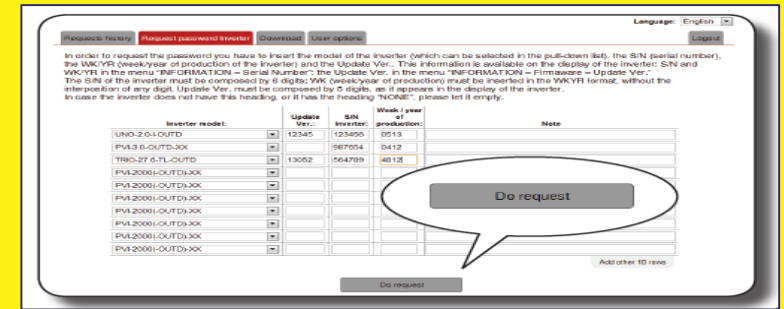 Language: English
Requests history Request password Inverter Download User options Logout
In order to request the password you have to insert the model of the inverter (which can be selected in the pull-down list), the S/N (serial number),
the WK/YR (week/year of production of the inverter) and the Update Ver.. This information is available on the display of the inverter: S/N and
WK/YR in the menu "INFORMATION – Serial Number"; the Update Ver. in the menu "INFORMATION – Firmaware – Update Ver."
The S/N of the inverter must be composed by 6 digits: WK (week/year of production) must be inserted in the WKYR format, without the
interposition of any digit, Update Ver. must be composed by 5 digits, as it appears in the display of the inverter.
In case the inverter does not have this heading, or it has the heading "NONE", please let it empty.
Inverter model: Update Ver.: S/N Inverter: Week / year of production: Note
UNO-2.0-I-OUTD 12345 123456 0513
PVI-3.0-OUTD-XX 987654 0412
TRIO-27.6-TL-OUTD 13052 564789 4812
PVI-2000(-OUTD)-XX
PVI-2000(-OUTD)-XX
PVI-2000(-OUTD)-XX
PVI-2000(-OUTD)-XX
PVI-2000(-OUTD)-XX
PVI-2000(-OUTD)-XX
PVI-2000(-OUTD)-XX
Do request
Add other 10 rows
Do request